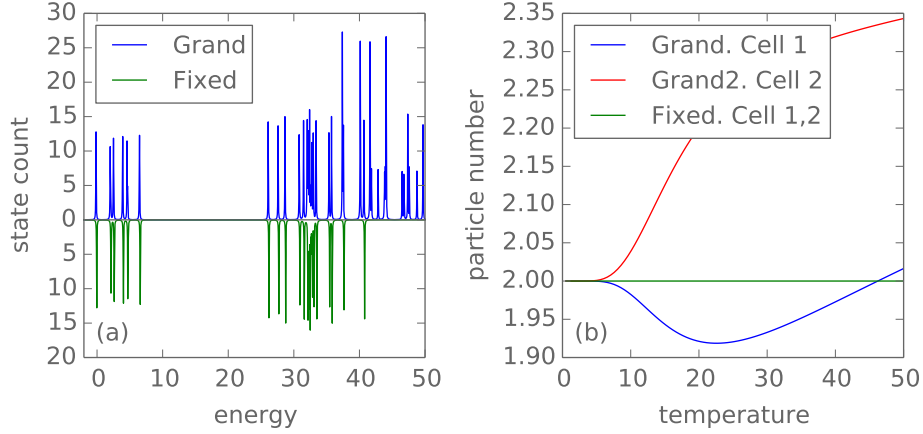 30
25
20
15
10
5
0
5
10
15
20
state count
Grand
Fixed
(a)
0 10 20 30 40 50
energy
2.35
2.30
2.25
2.20
2.15
2.10
2.05
2.00
1.95
1.90
particle number
Grand. Cell 1
Grand2. Cell 2
Fixed. Cell 1,2
(b)
0 10 20 30 40 50
temperature